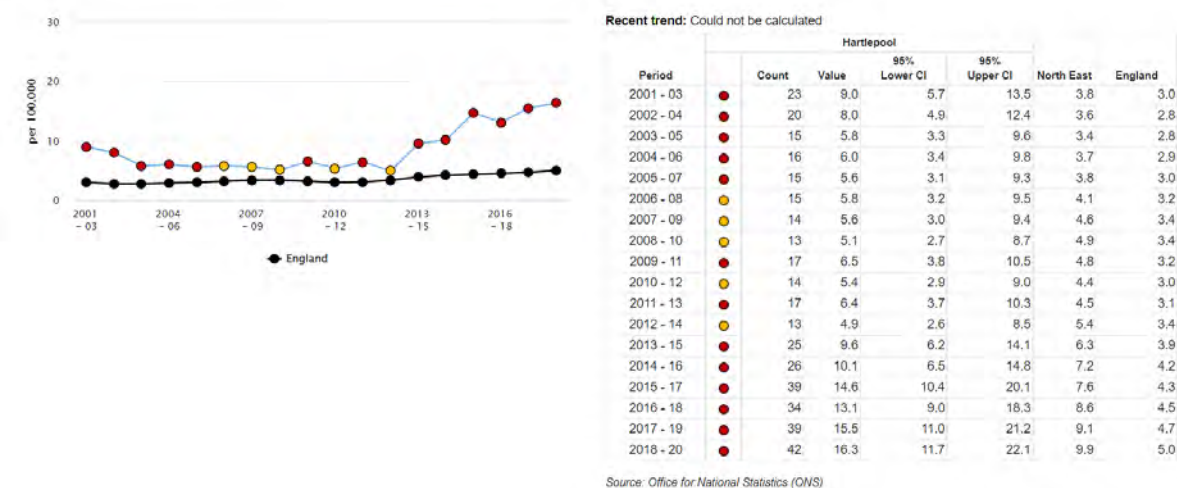 30
20
10
0
per 100,000
2001 2004 2007 2010 2013 2016
- 03 - 06 - 09 - 12 - 15 - 18
England
Recent trend: Could not be calculated
Hartlepool
95% 95%
Period Count Value Lower CI Upper CI North East England
2001 - 03 23 9.0 5.7 13.5 3.8 3.0
2002 - 04 20 8.0 4.9 12.4 3.6 2.8
2003 - 05 15 5.8 3.3 9.6 3.4 2.8
2004 - 06 16 6.0 3.4 9.8 3.7 2.9
2005 - 07 15 5.6 3.1 9.3 3.8 3.0
2006 - 08 15 5.8 3.2 9.5 4.1 3.2
2007 - 09 14 5.6 3.0 9.4 4.6 3.4
2008 - 10 13 5.1 2.7 8.7 4.9 3.4
2009 - 11 17 6.5 3.8 10.5 4.8 3.2
2010 - 12 14 5.4 2.9 9.0 4.4 3.0
2011 - 13 17 6.4 3.7 10.3 4.5 3.1
2012 - 14 13 4.9 2.6 8.5 5.4 3.4
2013 - 15 25 9.6 6.2 14.1 6.3 3.9
2014 - 16 26 10.1 6.5 14.8 7.2 4.2
2015 - 17 39 14.6 10.4 20.1 7.6 4.3
2016 - 18 34 13.1 9.0 18.3 8.6 4.5
2017 - 19 39 15.5 11.0 21.2 9.1 4.7
2018 - 20 42 16.3 11.7 22.1 9.9 5.0
Source: Office for National Statistics (ONS)